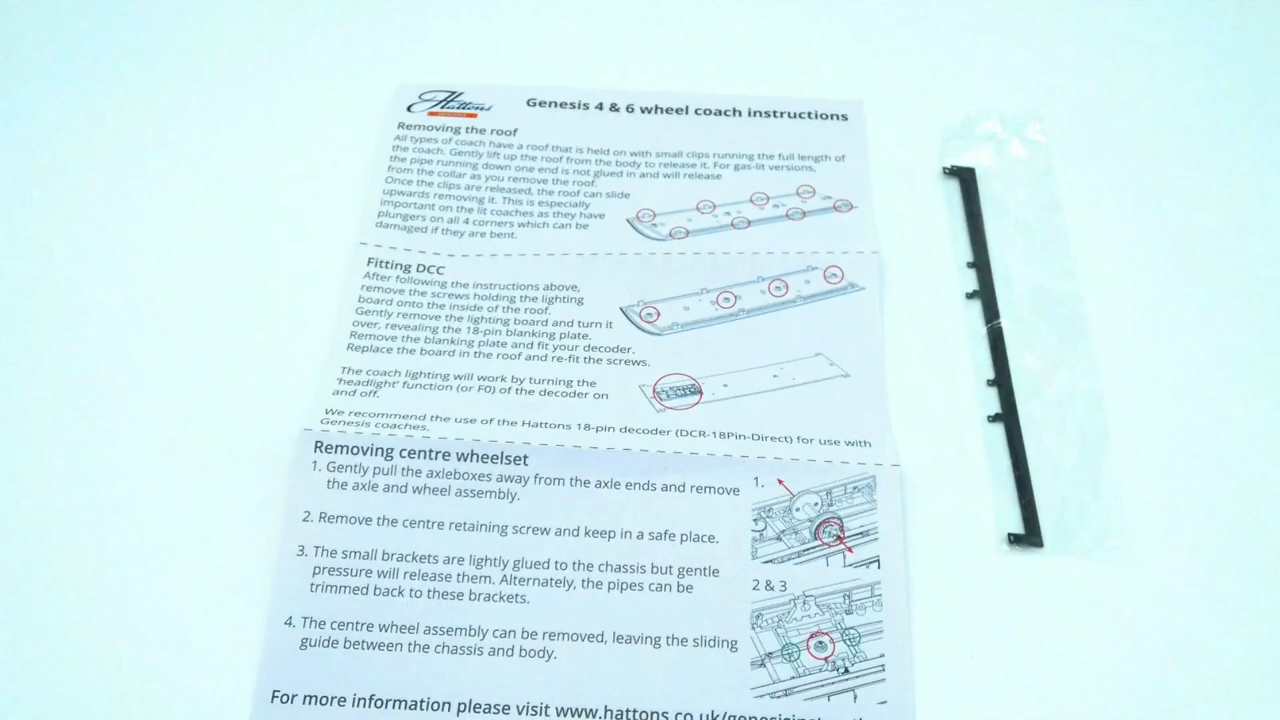 Hattons
Genesis 4 & 6 wheel coach instructions
Removing the roof
All types of coach have a roof that is held on with small clips running the full length of
the coach. Gently lift up the roof from the body to release it. For gas-lit versions,
the pipe running down one end is not glued in and will release
from the collar as you remove the roof.
Once the clips are released, the roof can slide
upwards removing it. This is especially
important on the lit coaches as they have
plungers on all 4 corners which can be
damaged if they are bent.
Fitting DCC
After following the instructions above,
remove the screws holding the lighting
board onto the inside of the roof.
Gently remove the lighting board and turn it
over, revealing the 18-pin blanking plate.
Remove the blanking plate and fit your decoder.
Replace the board in the roof and re-fit the screws.
The coach lighting will work by turning the
'headlight' function (or F0) of the decoder on
and off.
We recommend the use of the Hattons 18-pin decoder (DCR-18Pin-Direct) for use with
Genesis coaches.
Removing centre wheelset
1. Gently pull the axleboxes away from the axle ends and remove
the axle and wheel assembly.
1.
2. Remove the centre retaining screw and keep in a safe place.
3. The small brackets are lightly glued to the chassis but gentle
pressure will release them. Alternately, the pipes can be
trimmed back to these brackets.
2 & 3
4. The centre wheel assembly can be removed, leaving the sliding
guide between the chassis and body.
For more information please visit